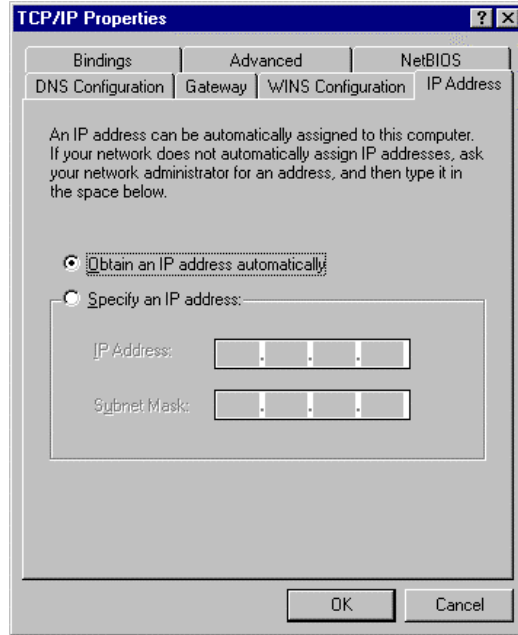 TCP/IP Properties
Bindings Advanced NetBIOS
DNS Configuration Gateway WINS Configuration IP Address
An IP address can be automatically assigned to this computer.
If your network does not automatically assign IP addresses, ask
your network administrator for an address, and then type it in
the space below.
Obtain an IP address automatically
Specify an IP address:
IP Address:
. . .
Subnet Mask:
. . .
OK Cancel